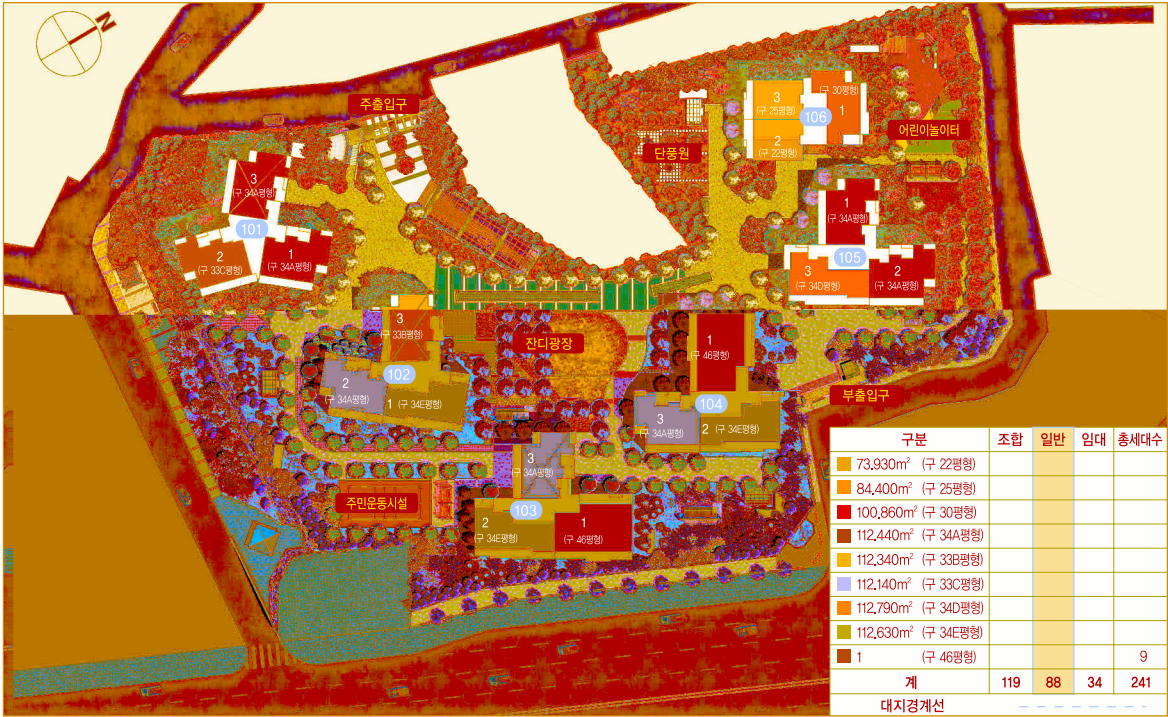 N
주출입구
3
(구 25평형)
(구 30평형)
1
106
2
(구 22평형)
어린이놀이터
단풍원
3
(구 34A평형)
101
2
(구 33C평형)
1
(구 34A평형)
1
(구 34A평형)
105
3
(구 34D평형)
2
(구 34A평형)
3
(구 33B평형)
잔디광장
1
(구 46평형)
102
2
(구 34A평형)
1 (구 34E평형)
부출입구
104
3
(구 34A평형)
2 (구 34E평형)
3
(구 34A평형)
주민운동시설
103
2
(구 34E평형)
1
(구 46평형)
구분 조합 일반 임대 총세대수
73.930m² (구 22평형)
84.400m² (구 25평형)
100.860m² (구 30평형)
112.440m² (구 34A평형)
112.340m² (구 33B평형)
112.140m² (구 33C평형)
112.790m² (구 34D평형)
112.630m² (구 34E평형)
1 (구 46평형) 9
계 119 88 34 241
대지경계선